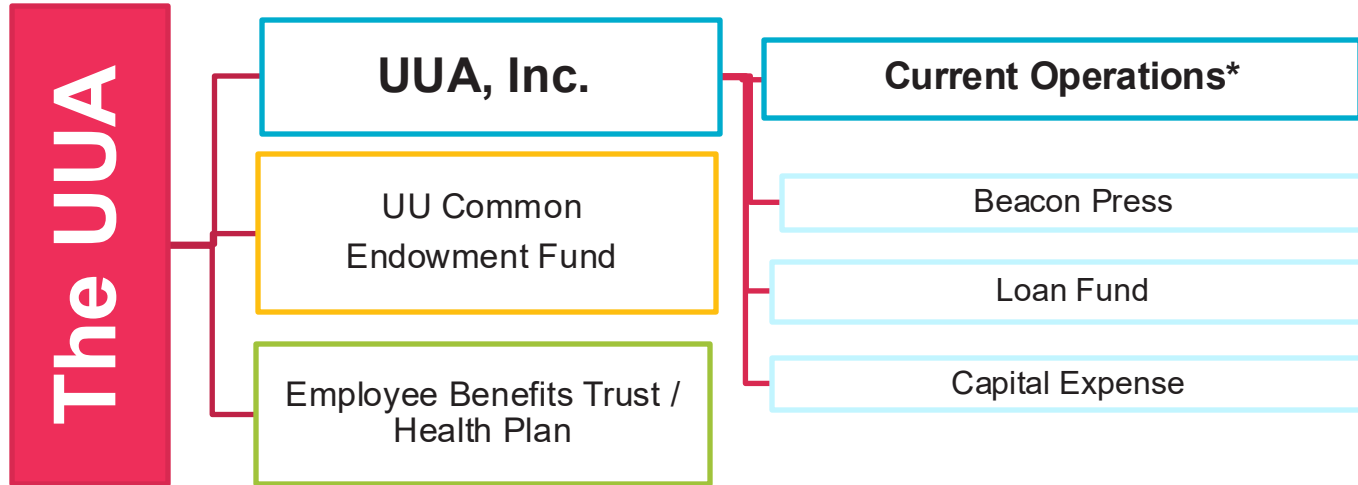 The UUA
UUA, Inc.
UU Common
Endowment Fund
Employee Benefits Trust /
Health Plan
Current Operations*
Beacon Press
Loan Fund
Capital Expense